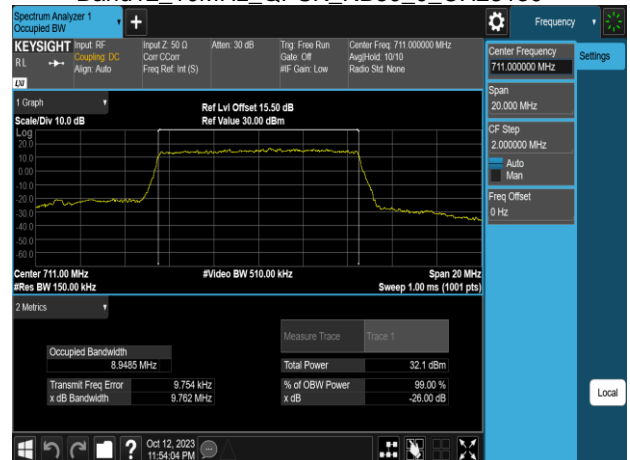 Spectrum Analyzer 1
Occupied BW
Frequency
KEYSIGHT
RL
Input: RF
Coupling: DC
Align: Auto
Input Z: 50 Ω
Corr CCorr
Freq Ref: Int (S)
Atten: 30 dB
Trig: Free Run
Gate: Off
#IF Gain: Low
Center Freq: 711.000000 MHz
Avg|Hold: 10/10
Radio Std: None
LXI
Center Frequency
711.000000 MHz
Settings
Span
20.000 MHz
CF Step
2.000000 MHz
Auto
Man
Freq Offset
0 Hz
1 Graph
Scale/Div 10.0 dB
Ref Lvl Offset 15.50 dB
Ref Value 30.00 dBm
Log
20.0
10.0
0.00
-10.0
-20.0
-30.0
-40.0
-50.0
-60.0
Center 711.00 MHz
#Video BW 510.00 kHz
Span 20 MHz
#Res BW 150.00 kHz
Sweep 1.00 ms (1001 pts)
2 Metrics
Measure Trace
Trace 1
Occupied Bandwidth
8.9485 MHz
Total Power 32.1 dBm
Transmit Freq Error 9.754 kHz
% of OBW Power 99.00 %
x dB Bandwidth 9.762 MHz
x dB -26.00 dB
Local
?
Oct 12, 2023
11:54:04 PM